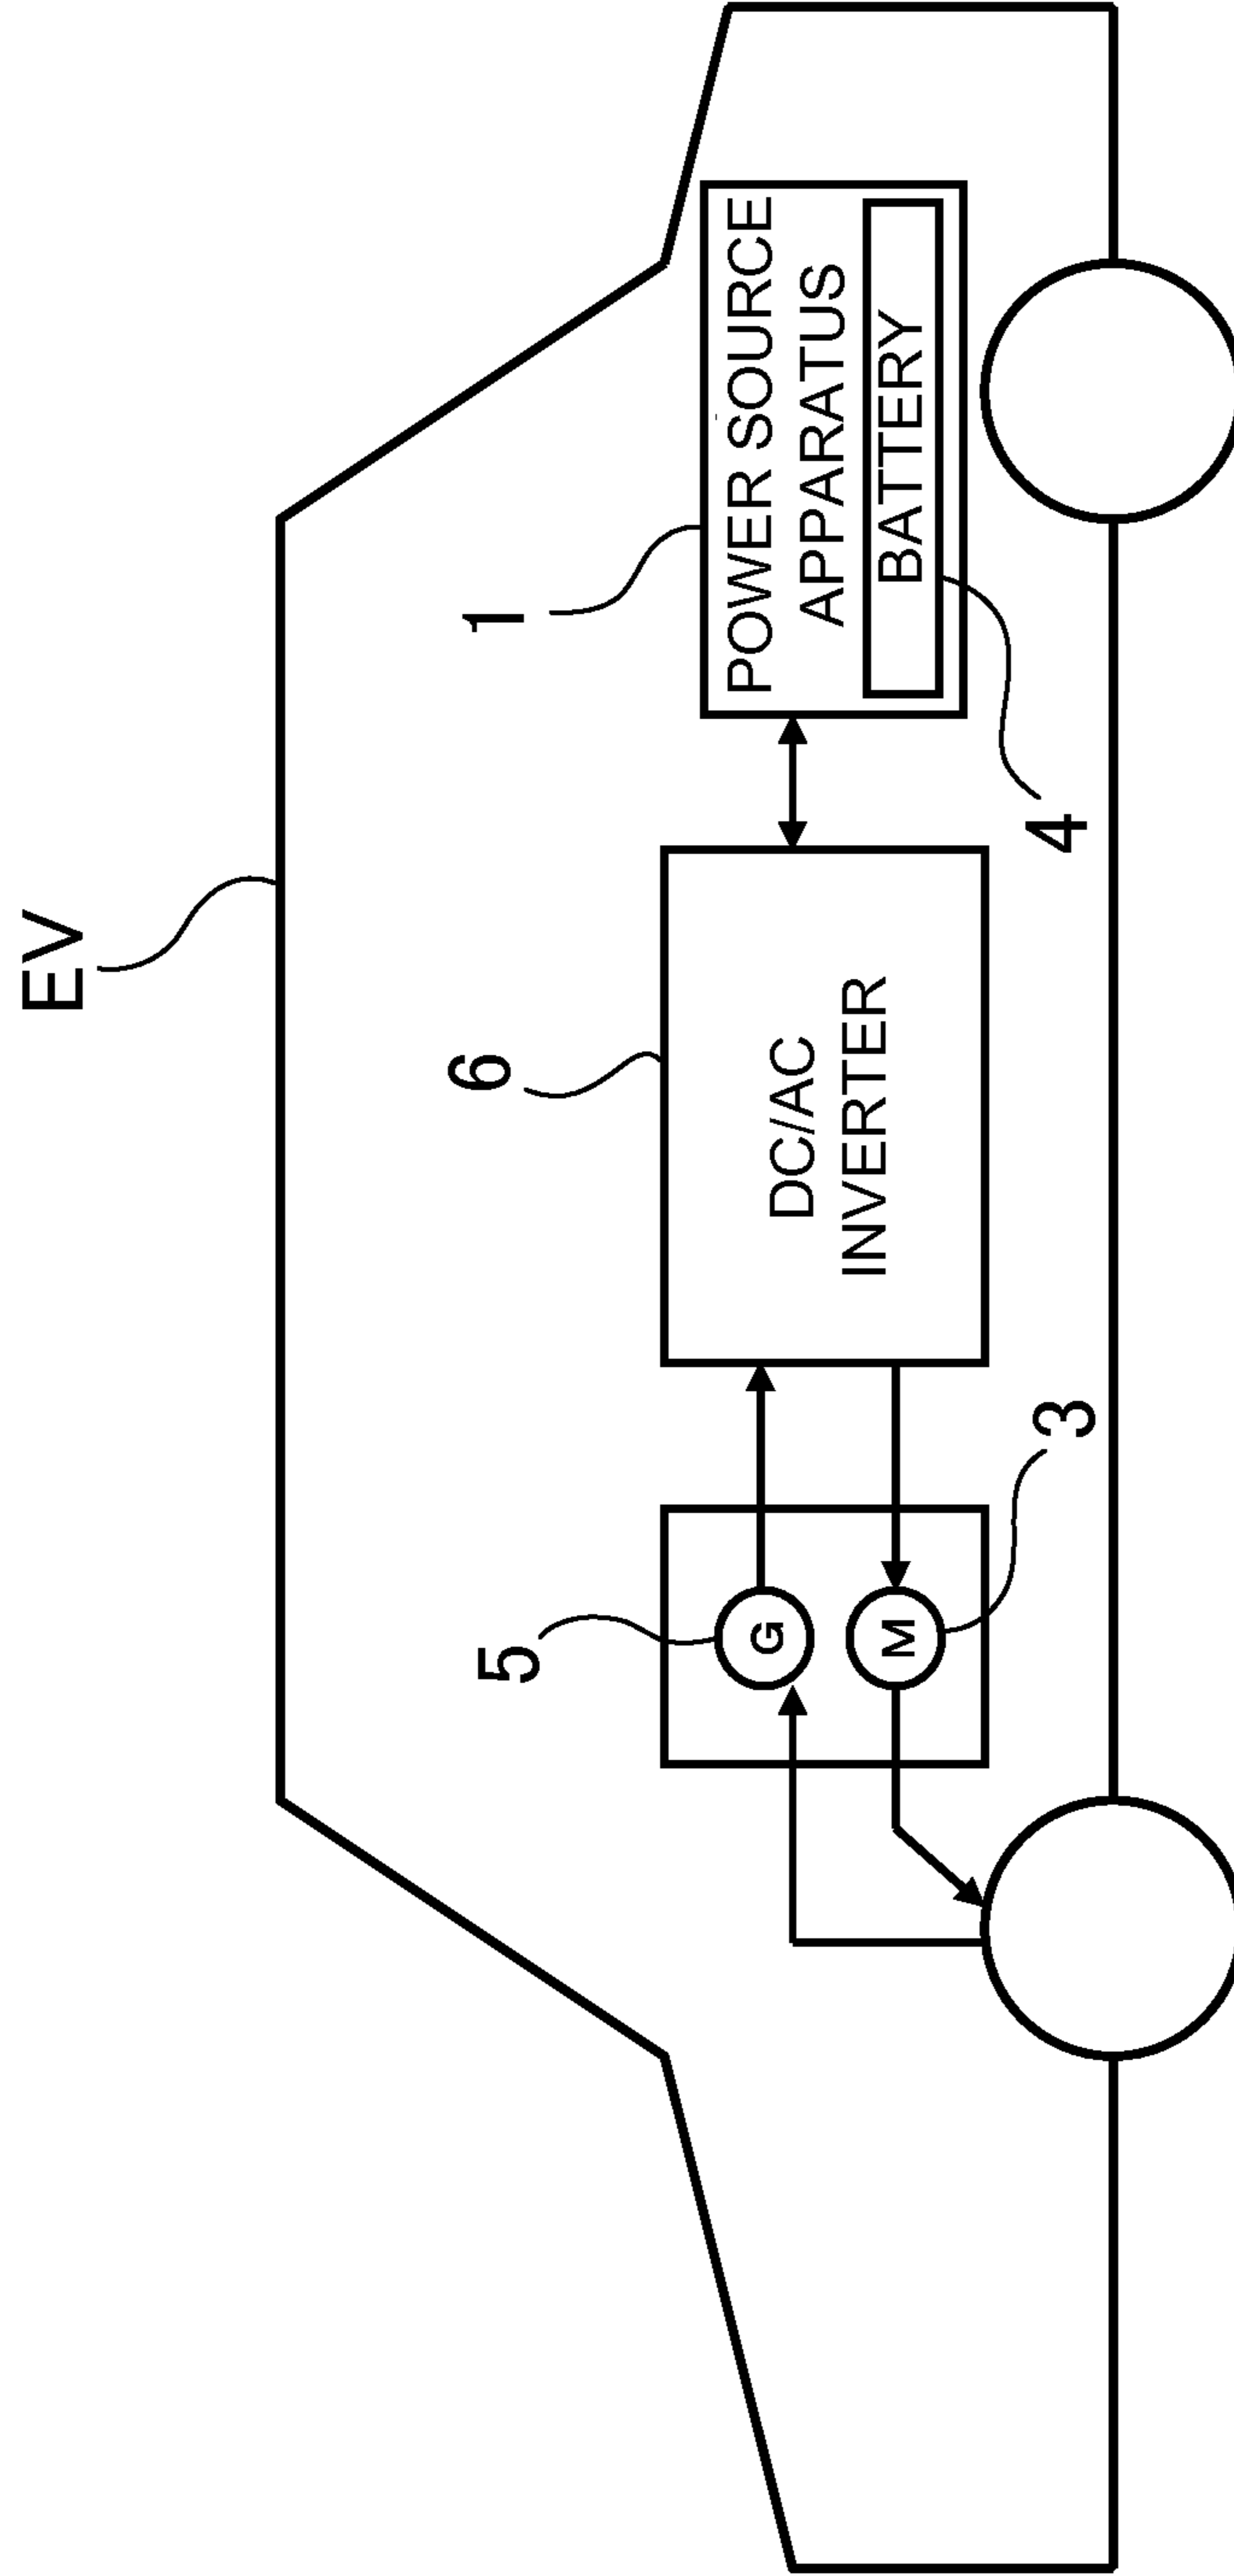 EV
6
1
5
G
M
3
DC/AC
INVERTER
POWER SOURCE
APPARATUS
BATTERY
4